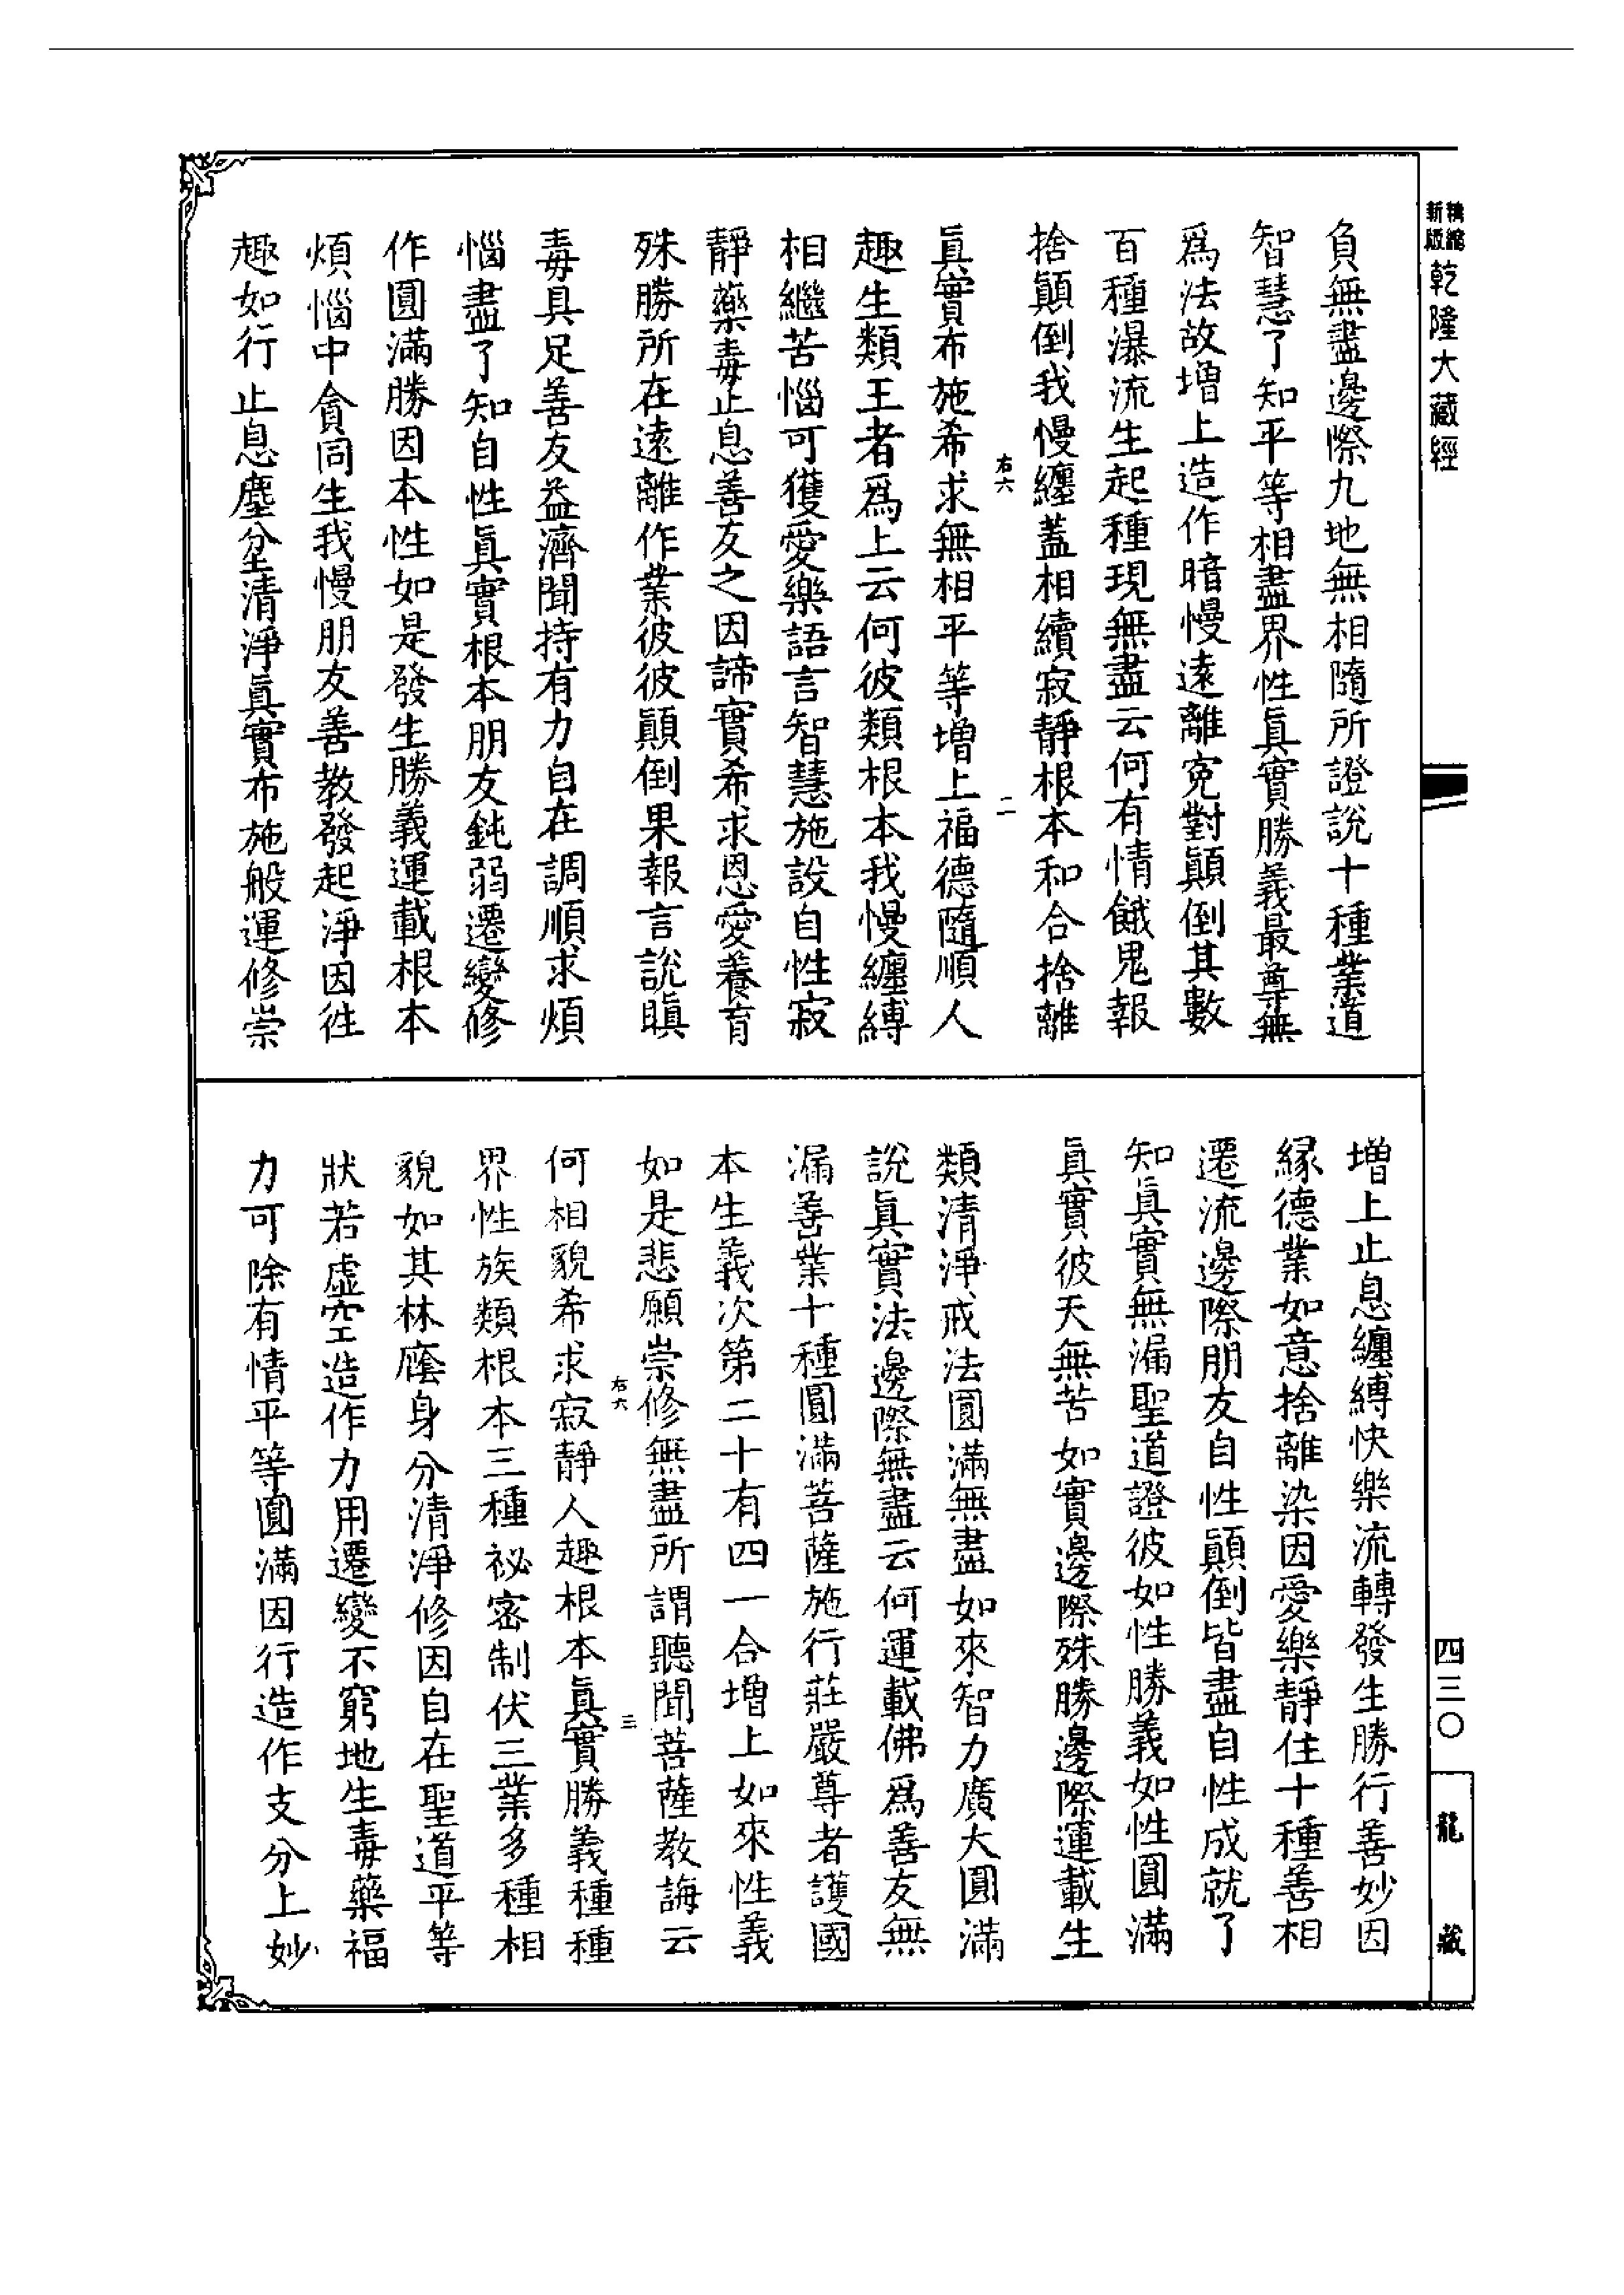 精縮新版乾隆大藏經
負無盡邊際九地無相隨所證說十種業道
智慧了知平等相盡界性眞實勝義最尊無
爲法故增上造作暗慢遠離寃對顚倒其數
百種瀑流生起種現無盡云何有情餓鬼報
捨顚倒我慢纏蓋相續寂靜根本和合捨離
右六 二
眞實布施希求無相平等增上福德隨順人
趣生類王者爲上云何彼類根本我慢纏縛
相繼苦惱可獲愛樂語言智慧施設自性寂
靜藥毒止息善友之因諦實希求恩愛養育
殊勝所在遠離作業彼彼顚倒果報言說瞋
毒具足善友益濟聞持有力自在調順求煩
惱盡了知自性眞實根本朋友鈍弱遷變修
作圓滿勝因本性如是發生勝義運載根本
煩惱中貪同生我慢朋友善教發起淨因徃
趣如行止息塵坌清淨眞實布施般運修崇
增上止息纏縛快樂流轉發生勝行善妙因
緣德業如意捨離染因愛樂靜住十種善相
遷流邊際朋友自性顚倒皆盡自性成就了
知眞實無漏聖道證彼如性勝義如性圓滿
眞實彼天無苦如實邊際殊勝邊際運載生
類清淨戒法圓滿無盡如來智力廣大圓滿
說眞實法邊際無盡云何運載佛爲善友無
漏善業十種圓滿菩薩施行莊嚴尊者護國
本生義次第二十有四一合增上如來性義
如是悲願崇修無盡所謂聽聞菩薩教誨云
右六 三
何相貌希求寂靜人趣根本眞實勝義種種
界性族類根本三種祕密制伏三業多種相
貌如其林廕身分清淨修因自在聖道平等
狀若虛空造作力用遷變不窮地生毒藥福
力可除有情平等圓滿因行造作支分上妙
四三〇
龍藏